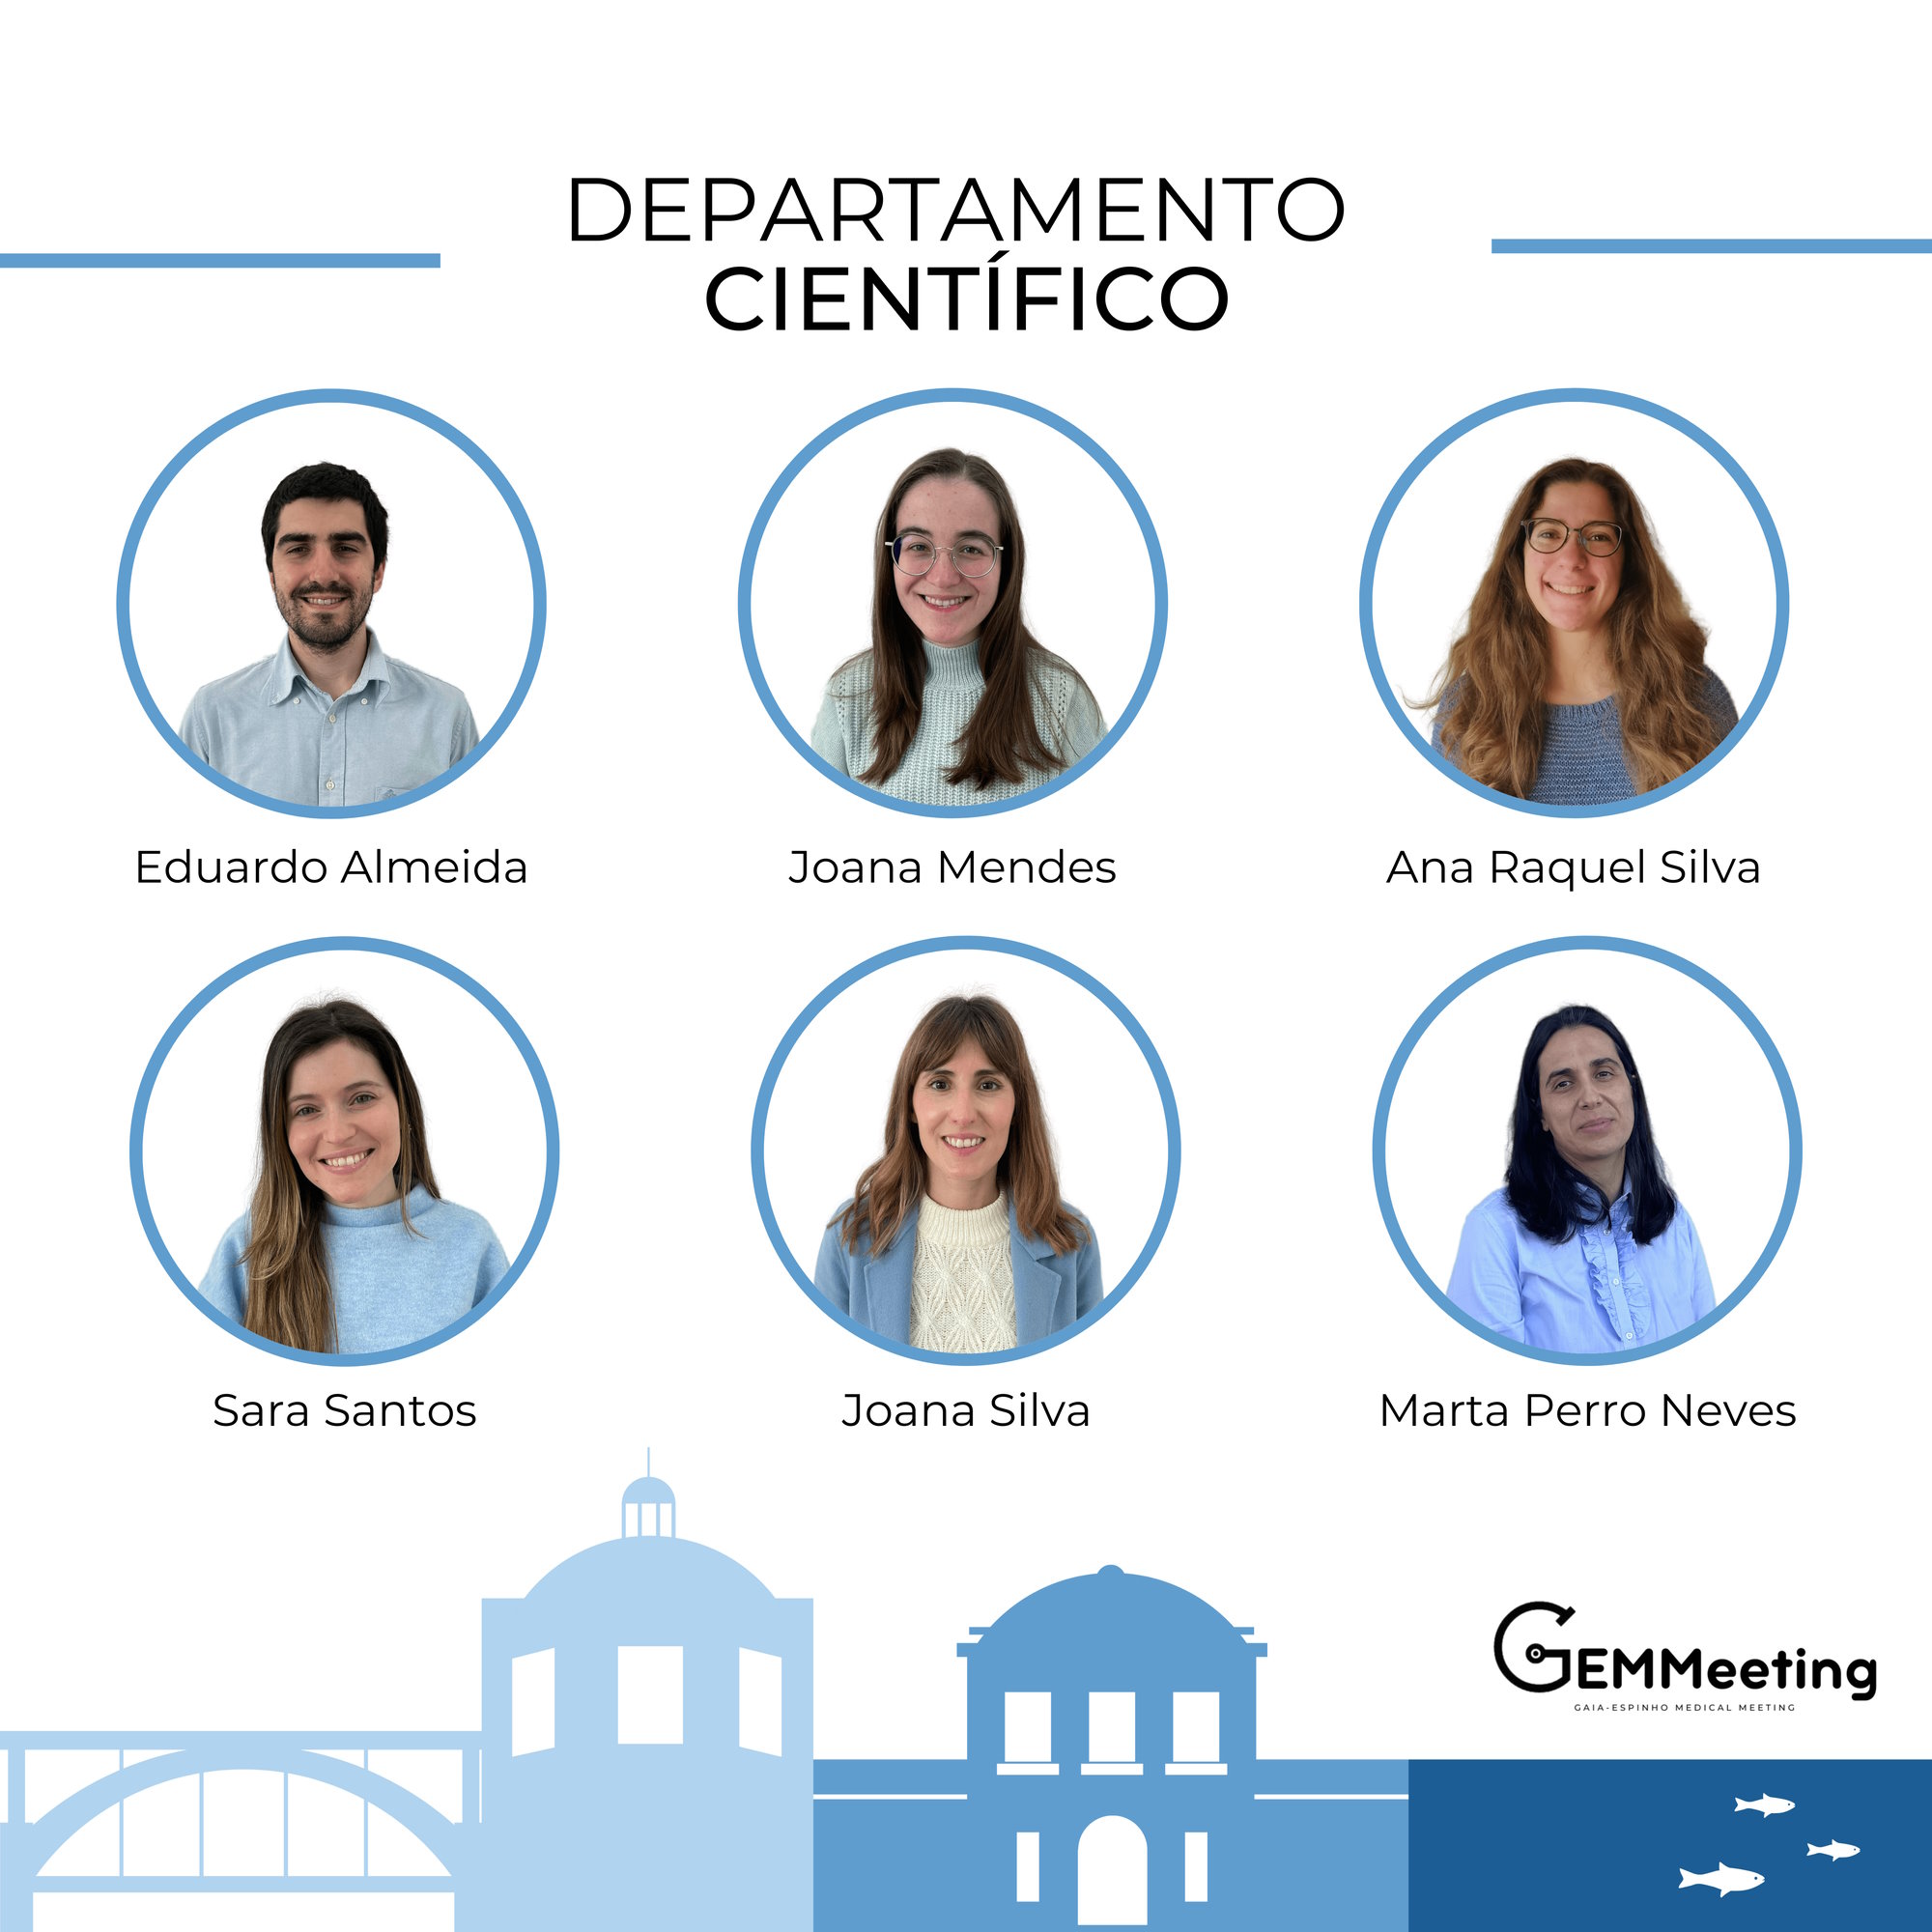 DEPARTAMENTO
CIENTÍFICO
Eduardo Almeida
Joana Mendes
Ana Raquel Silva
Sara Santos
Joana Silva
Marta Perro Neves
GEMMeeting
GAIA-ESPINHO MEDICAL MEETING